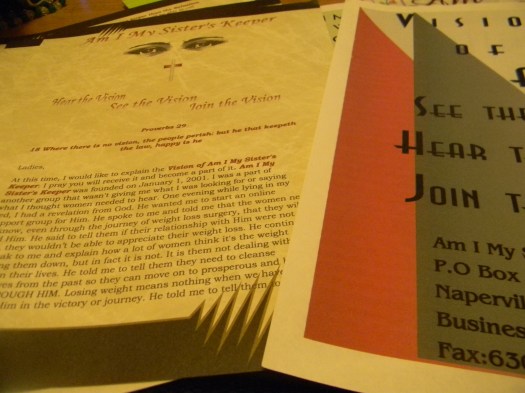 Am I My Sister's Keeper
Hear the Vision
See the Vision
Join the Vision
Proverbs 29
18 Where there is no vision, the people perish: but he that keepeth
the law, happy is he
Ladies,
At this time, I would like to explain the Vision of Am I My Sister's
Keeper. I pray you will receive it and become a part of it. Am I My
Sister's Keeper was founded on January 1, 2001. I was a part of
another group that wasn't giving me what I was looking for or saying
what I thought women needed to hear. One evening while lying in my
I had a revelation from God. He wanted me to start an online
support group for Him. He spoke to me and told me that the women
even through the journey of weight loss surgery, that they
Him. He said to tell them if their relationship with Him were not
they wouldn't be able to appreciate their weight loss. He
to me and explain how a lot of women think it's the weight
them down, but in fact it is not. It is them not dealing with
in their lives. He told me to tell them they need to cleanse
from the past so they can move on to prosperous and
THROUGH HIM. Losing weight means nothing when we have
Him in the victory or journey. He told me to tell them to
Visio
of
See the
Hear t
Join t
Am I My S
P.O Box
Napervil
Business
Fax:630